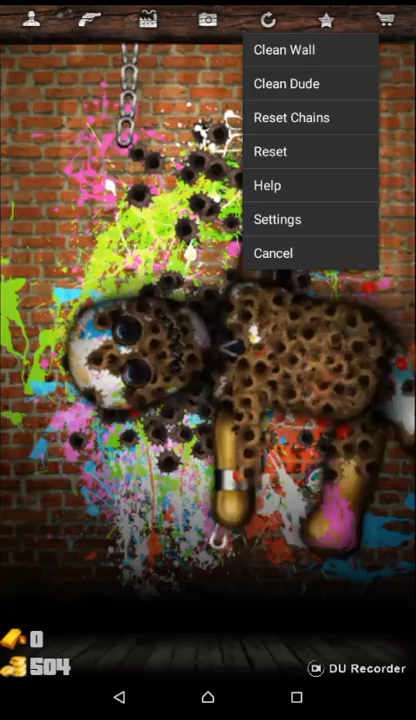 Clean Wall
Clean Dude
Reset Chains
Reset
Help
Settings
Cancel
0
504
DU Recorder